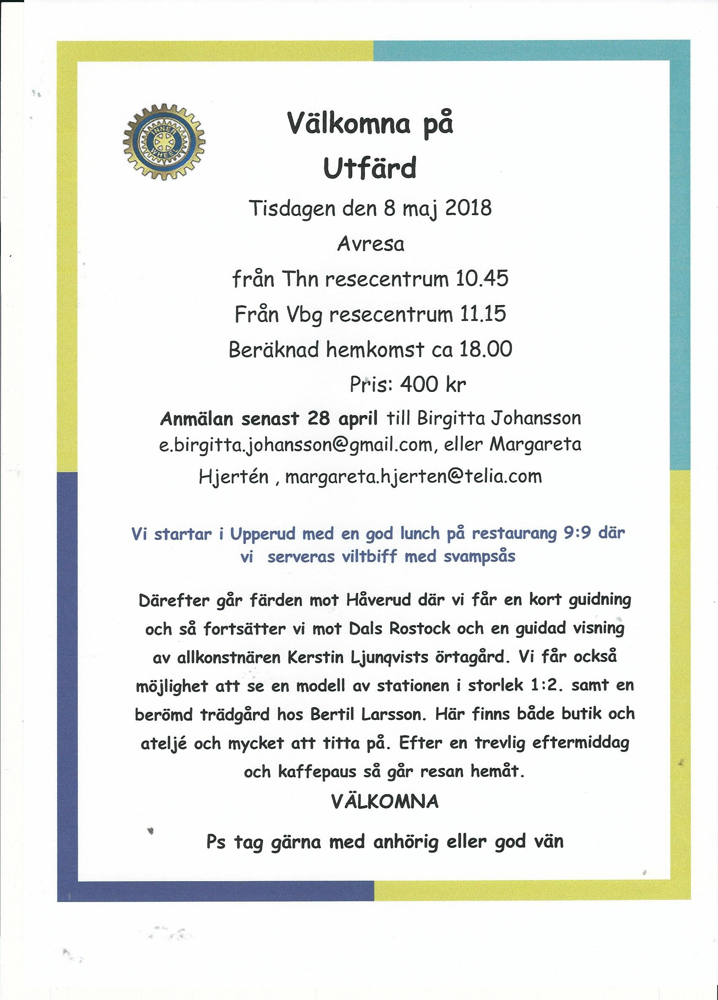 INNER
WHEEL
Välkomna på
Utfärd
Tisdagen den 8 maj 2018
Avresa
från Thn resecentrum 10.45
Från Vbg resecentrum 11.15
Beräknad hemkomst ca 18.00
Pris: 400 kr
Anmälan senast 28 april till Birgitta Johansson
e.birgitta.johansson@gmail.com, eller Margareta
Hjertén , margareta.hjerten@telia.com
Vi startar i Upperud med en god lunch på restaurang 9:9 där
vi serveras viltbiff med svampsås
Därefter går färden mot Håverud där vi får en kort guidning
och så fortsätter vi mot Dals Rostock och en guidad visning
av allkonstnären Kerstin Ljunqvists örtagård. Vi får också
möjlighet att se en modell av stationen i storlek 1:2. samt en
berömd trädgård hos Bertil Larsson. Här finns både butik och
ateljé och mycket att titta på. Efter en trevlig eftermiddag
och kaffepaus så går resan hemåt.
VÄLKOMNA
Ps tag gärna med anhörig eller god vän